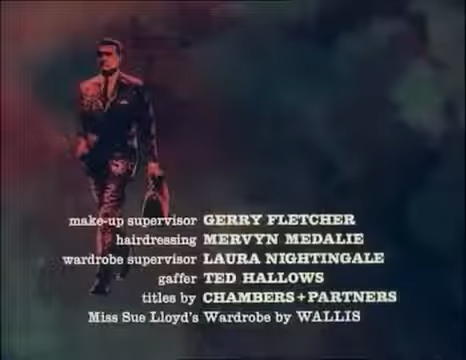 make-up supervisor GERRY FLETCHER
hairdressing MERVYN MEDALIE
wardrobe supervisor LAURA NIGHTINGALE
gaffer TED HALLOWS
titles by CHAMBERS+PARTNERS
Miss Sue Lloyd's Wardrobe by WALLIS